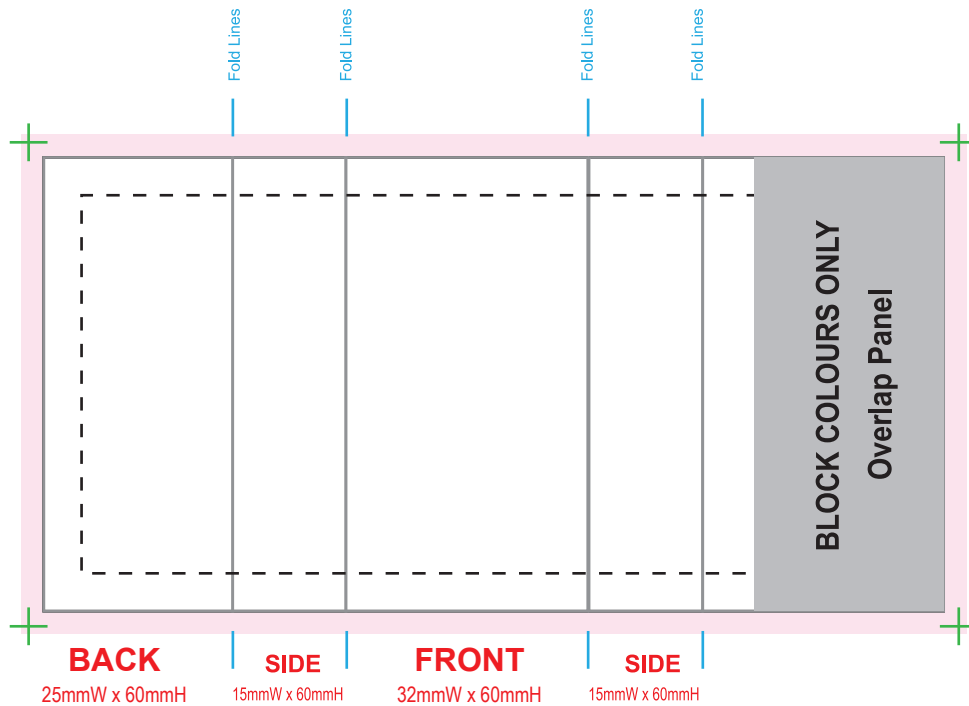 Fold Lines
Fold Lines
Fold Lines
Fold Lines
BLOCK COLOURS ONLY
Overlap Panel
BACK
25mmW x 60mmH
SIDE
15mmW x 60mmH
FRONT
32mmW x 60mmH
SIDE
15mmW x 60mmH